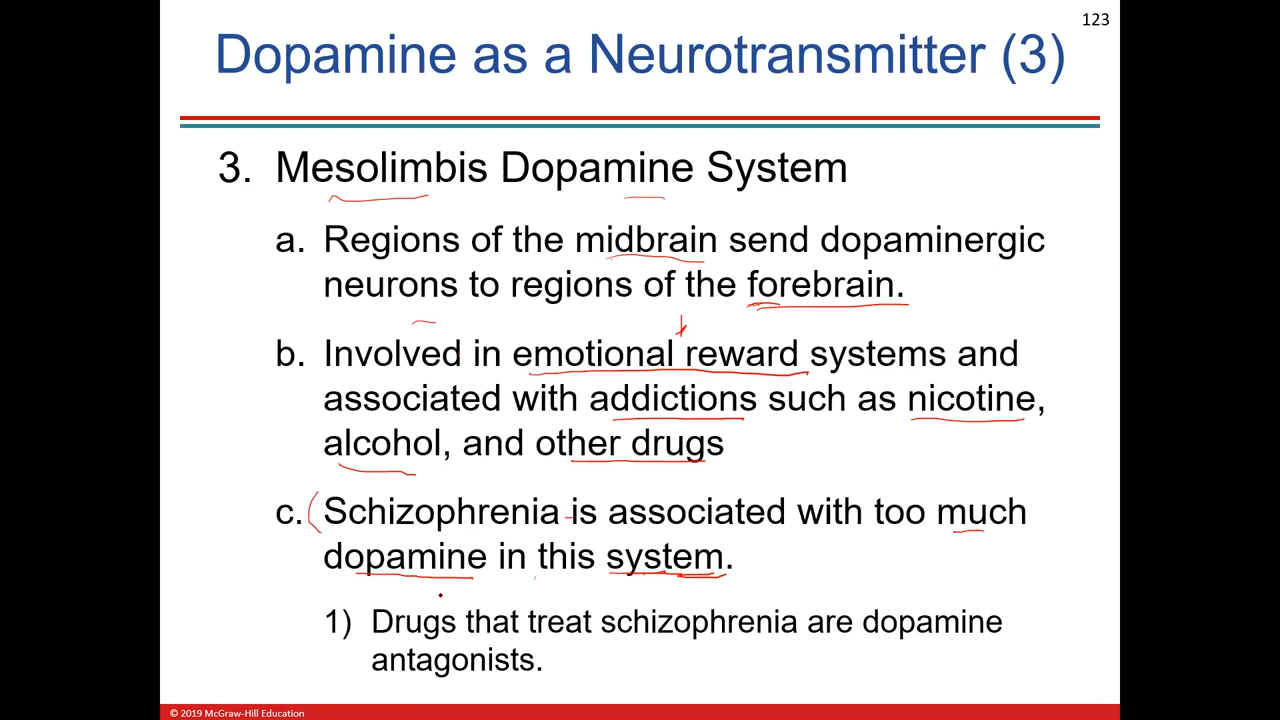 123
Dopamine as a Neurotransmitter (3)
3. Mesolimbis Dopamine System
a. Regions of the midbrain send dopaminergic
neurons to regions of the forebrain.
b. Involved in emotional reward systems and
associated with addictions such as nicotine,
alcohol, and other drugs
c. Schizophrenia is associated with too much
dopamine in this system.
1) Drugs that treat schizophrenia are dopamine
antagonists.
© 2019 McGraw-Hill Education